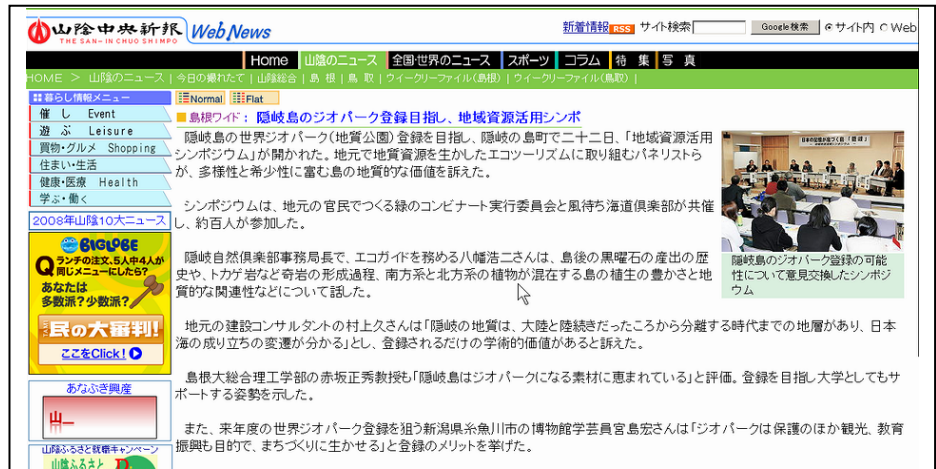 山陰中央新報 Web News
THE SAN-IN CHUO SHIMPO
新着情報 RSS サイト検索 Google検索 サイト内 Web
Home 山陰のニュース 全国・世界のニュース スポーツ コラム 特 集 写 真
HOME ＞ 山陰のニュース | 今日の撮れたて | 山陰総合 | 島 根 | 鳥 取 | ウイークリーファイル(島根) | ウイークリーファイル(鳥取) |
暮らし情報メニュー
催 し Event
遊 ぶ Leisure
買物・グルメ Shopping
住まい・生活
健康・医療 Health
学ぶ・働く
2008年山陰10大ニュース
BIGLOBE
Q ランチの注文、5人中4人が
同じメニューにしたら?
あなたは
多数派?少数派?
民の大審判!
ここをClick!
あなぶき興産
山_
山陰ふるさと就職キャンペーン
山陰ふるさと
Normal Flat
島根ワイド : 隠岐島のジオパーク登録目指し、地域資源活用シンポ
隠岐島の世界ジオパーク(地質公園)登録を目指し、隠岐の島町で二十二日、「地域資源活用
シンポジウム」が開かれた。地元で地質資源を生かしたエコツーリズムに取り組むパネリストら
が、多様性と希少性に富む島の地質的な価値を訴えた。
シンポジウムは、地元の官民でつくる緑のコンビナート実行委員会と風待ち海道倶楽部が共催
し、約百人が参加した。
隠岐自然倶楽部事務局長で、エコガイドを務める八幡浩二さんは、島後の黒曜石の産出の歴
史や、トカゲ岩など奇岩の形成過程、南方系と北方系の植物が混在する島の植生の豊かさと地
質的な関連性などについて話した。
隠岐島のジオパーク登録の可能
性について意見交換したシンポジ
ウム
地元の建設コンサルタントの村上久さんは「隠岐の地質は、大陸と陸続きだったころから分離する時代までの地層があり、日本
海の成り立ちの変遷が分かる」とし、登録されるだけの学術的価値があると訴えた。
島根大総合理工学部の赤坂正秀教授も「隠岐島はジオパークになる素材に恵まれている」と評価。登録を目指し大学としてもサ
ポートする姿勢を示した。
また、来年度の世界ジオパーク登録を狙う新潟県糸魚川市の博物館学芸員宮島宏さんは「ジオパークは保護のほか観光、教育
振興も目的で、まちづくりに生かせる」と登録のメリットを挙げた。